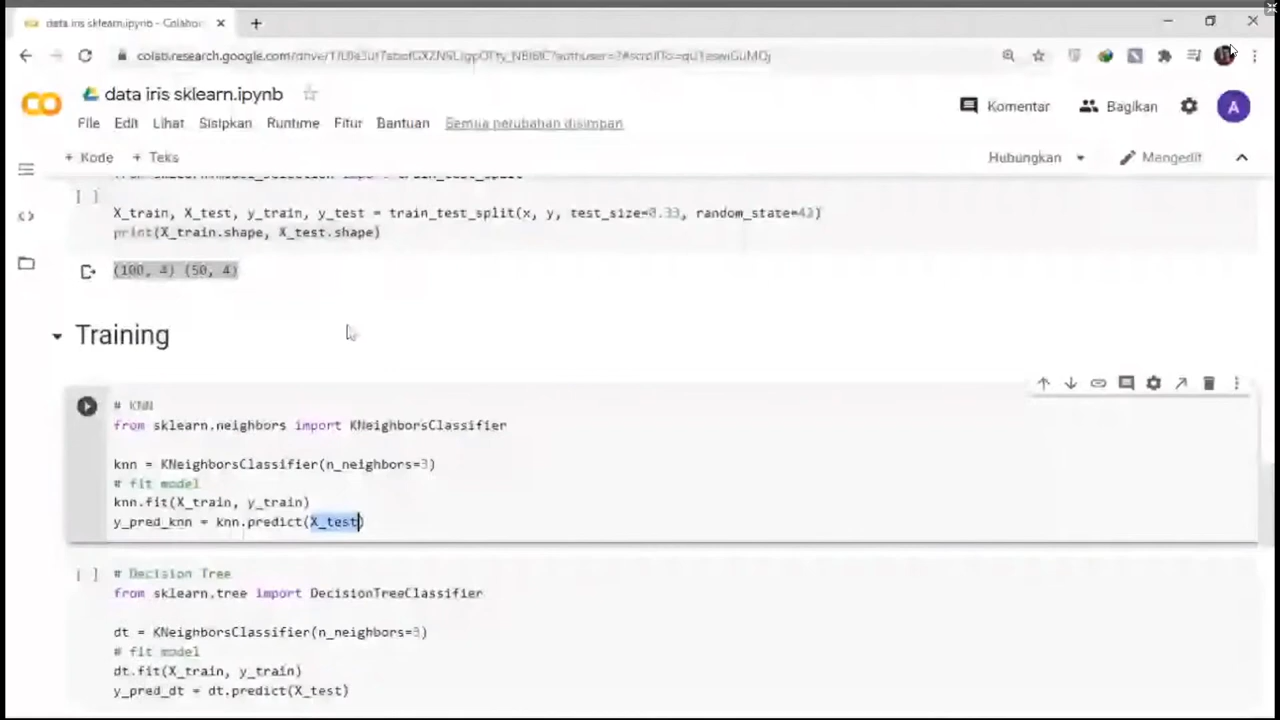 data iris sklearn.ipynb - Colabor
data iris sklearn.ipynb
File Edit Lihat Sisipkan Runtime Fitur Bantuan Semua perubahan disimpan
Komentar Bagikan A
+ Kode + Teks
Hubungkan Mengedit
[ ]
X_train, X_test, y_train, y_test = train_test_split(x, y, test_size=0.33, random_state=42)
print(X_train.shape, X_test.shape)
(100, 4) (50, 4)
Training
# KNN
from sklearn.neighbors import KNeighborsClassifier
knn = KNeighborsClassifier(n_neighbors=3)
# fit model
knn.fit(X_train, y_train)
y_pred_knn = knn.predict(X_test)
[ ] # Decision Tree
from sklearn.tree import DecisionTreeClassifier
dt = KNeighborsClassifier(n_neighbors=3)
# fit model
dt.fit(X_train, y_train)
y_pred_dt = dt.predict(X_test)